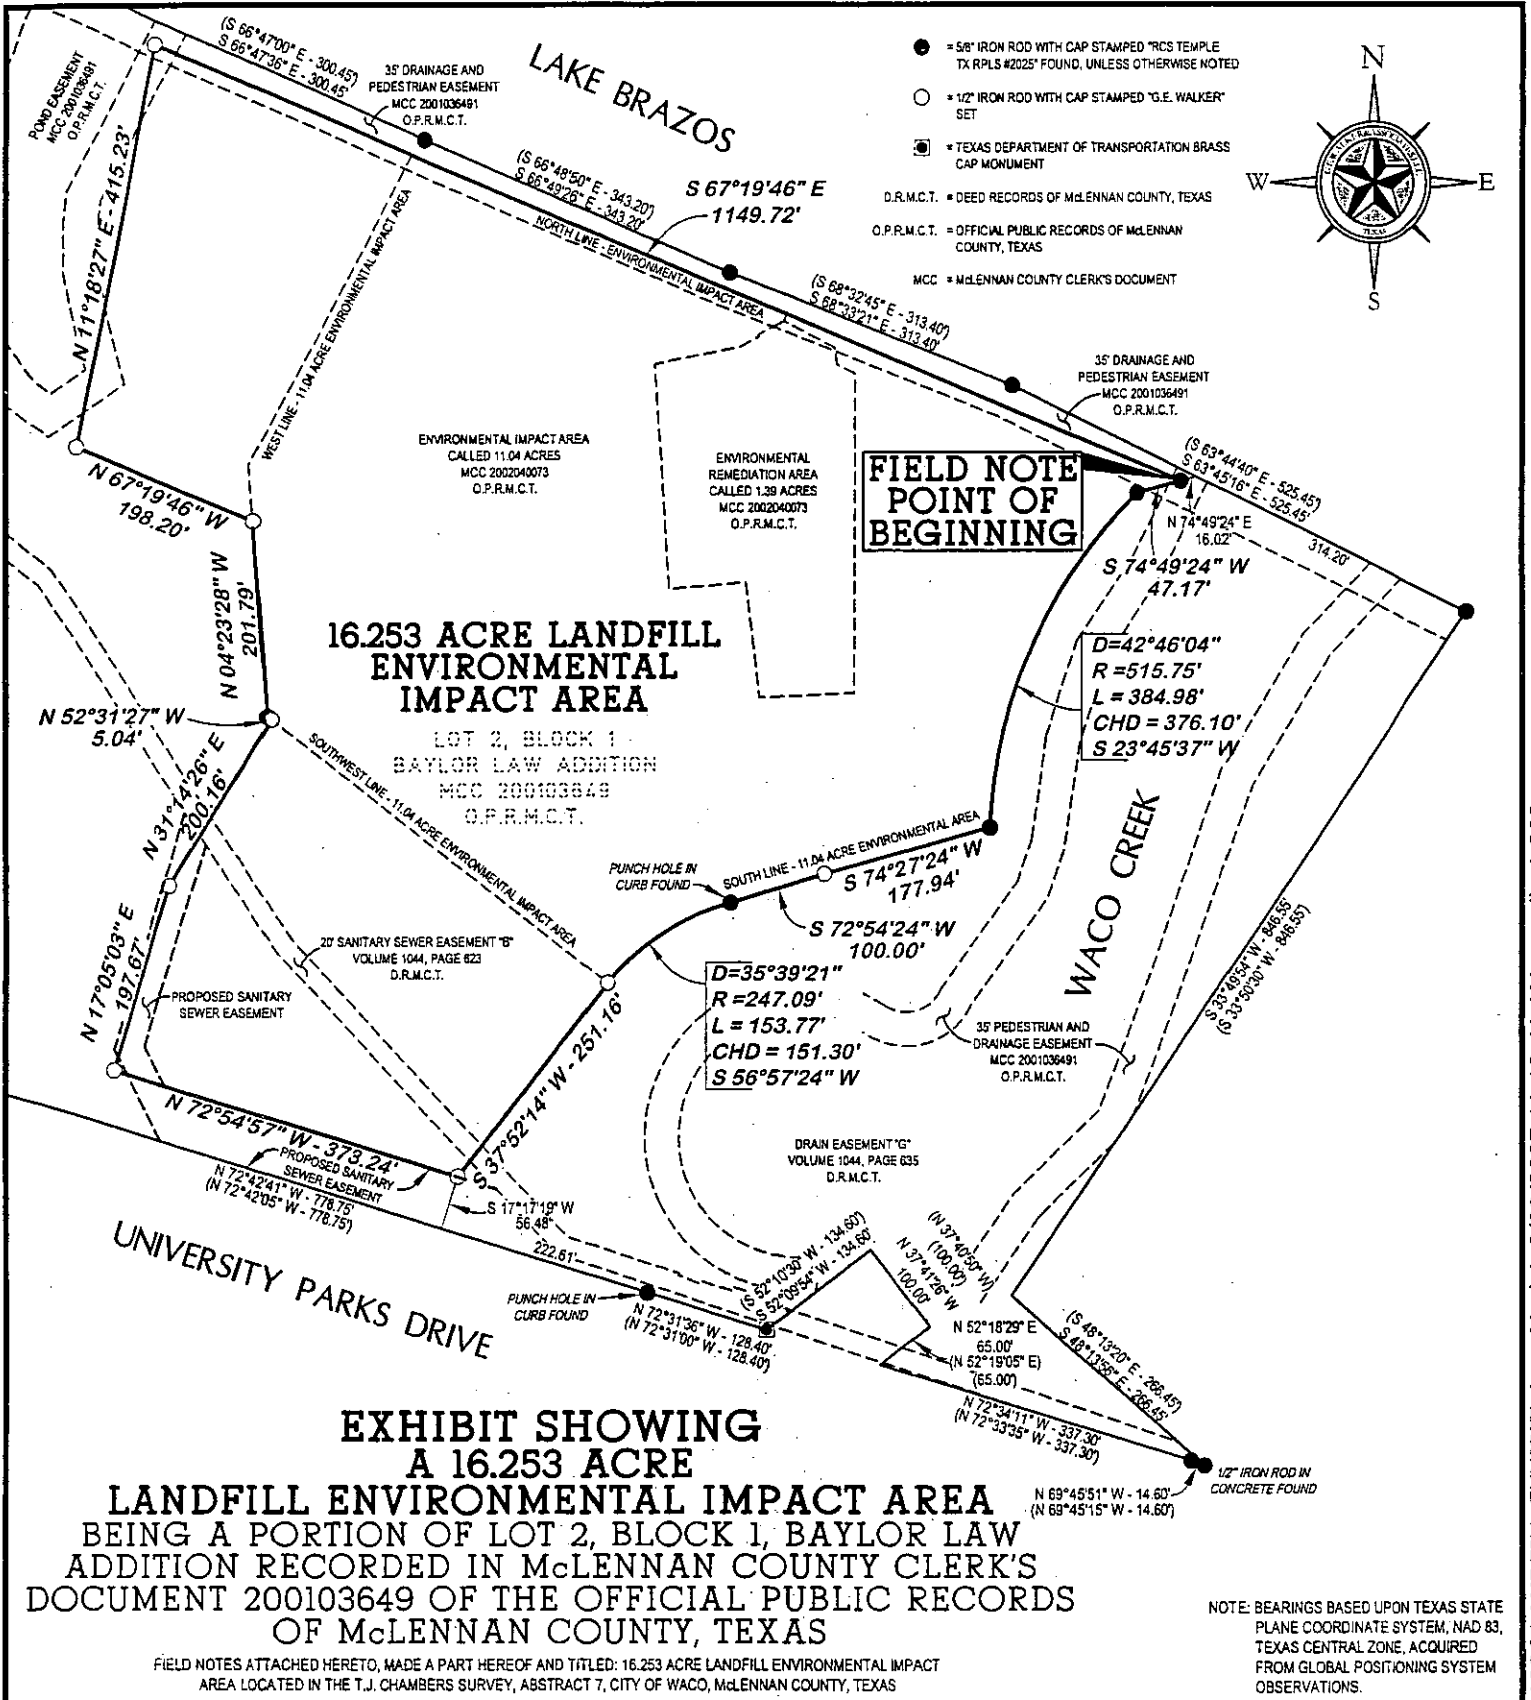 (S 66°47'00" E - 300.45')
S 66°47'36" E - 300.45'
35' DRAINAGE AND
PEDESTRIAN EASEMENT
MCC 2001036491
O.P.R.M.C.T.
LAKE BRAZOS
POND EASEMENT
MCC 2001036491
O.P.R.M.C.T.
= 5/8" IRON ROD WITH CAP STAMPED "RCS TEMPLE
TX RPLS #2025" FOUND, UNLESS OTHERWISE NOTED
= 1/2" IRON ROD WITH CAP STAMPED "G.E. WALKER"
SET
= TEXAS DEPARTMENT OF TRANSPORTATION BRASS
CAP MONUMENT
D.R.M.C.T. = DEED RECORDS OF McLENNAN COUNTY, TEXAS
O.P.R.M.C.T. = OFFICIAL PUBLIC RECORDS OF McLENNAN
COUNTY, TEXAS
MCC = McLENNAN COUNTY CLERK'S DOCUMENT
N
W
E
S
TEXAS
N 11°18'27" E - 415.23'
(S 66°48'50" E - 343.20')
S 66°49'26" E - 343.20'
S 67°19'46" E
1149.72'
NORTH LINE - ENVIRONMENTAL IMPACT AREA
WEST LINE - 11.04 ACRE ENVIRONMENTAL IMPACT AREA
(S 68°32'45" E - 313.40')
S 68°33'21" E - 313.40'
35' DRAINAGE AND
PEDESTRIAN EASEMENT
MCC 2001036491
O.P.R.M.C.T.
ENVIRONMENTAL IMPACT AREA
CALLED 11.04 ACRES
MCC 2002040073
O.P.R.M.C.T.
ENVIRONMENTAL
REMEDIATION AREA
CALLED 1.39 ACRES
MCC 2002040073
O.P.R.M.C.T.
FIELD NOTE
POINT OF
BEGINNING
(S 63°44'40" E - 525.45')
S 63°45'16" E - 525.45'
N 74°49'24" E
16.02'
314.20'
S 74°49'24" W
47.17'
N 67°19'46" W
198.20'
N 04°23'28" W
201.79'
16.253 ACRE LANDFILL
ENVIRONMENTAL
IMPACT AREA
LOT 2, BLOCK 1
BAYLOR LAW ADDITION
MCC 200103649
O.P.R.M.C.T.
D=42°46'04"
R =515.75'
L = 384.98'
CHD = 376.10'
S 23°45'37" W
N 52°31'27" W
5.04'
N 31°14'26" E
200.16'
SOUTHWEST LINE - 11.04 ACRE ENVIRONMENTAL IMPACT AREA
PUNCH HOLE IN
CURB FOUND
SOUTH LINE - 11.04 ACRE ENVIRONMENTAL AREA
S 74°27'24" W
177.94'
S 72°54'24" W
100.00'
WACO CREEK
S 33°49'54" W - 846.55'
(S 33°50'30" W - 846.55')
20' SANITARY SEWER EASEMENT "B"
VOLUME 1044, PAGE 623
D.R.M.C.T.
N 17°05'03" E
197.67'
PROPOSED SANITARY
SEWER EASEMENT
D=35°39'21"
R =247.09'
L = 153.77'
CHD = 151.30'
S 56°57'24" W
35' PEDESTRIAN AND
DRAINAGE EASEMENT
MCC 2001036491
O.P.R.M.C.T.
S 37°52'14" W - 251.16'
N 72°54'57" W - 373.24'
PROPOSED SANITARY
SEWER EASEMENT
N 72°42'41" W - 778.75'
(N 72°42'05" W - 778.75')
DRAIN EASEMENT "G"
VOLUME 1044, PAGE 635
D.R.M.C.T.
S 17°17'19" W
56.48'
222.61'
UNIVERSITY PARKS DRIVE
PUNCH HOLE IN
CURB FOUND
N 72°31'36" W - 128.40'
(N 72°31'00" W - 128.40')
(S 52°10'30" W - 134.60')
S 52°09'54" W - 134.60'
(N 37°40'50" W)
(100.00')
N 37°41'26" W
100.00'
N 52°18'29" E
65.00'
(N 52°19'05" E)
(65.00')
(S 48°13'20" E - 266.45')
S 48°13'56" E - 266.45'
N 72°34'11" W - 337.30'
(N 72°33'35" W - 337.30')
1/2" IRON ROD IN
CONCRETE FOUND
N 69°45'51" W - 14.60'
(N 69°45'15" W - 14.60')
EXHIBIT SHOWING
A 16.253 ACRE
LANDFILL ENVIRONMENTAL IMPACT AREA
BEING A PORTION OF LOT 2, BLOCK 1, BAYLOR LAW
ADDITION RECORDED IN McLENNAN COUNTY CLERK'S
DOCUMENT 200103649 OF THE OFFICIAL PUBLIC RECORDS
OF McLENNAN COUNTY, TEXAS
FIELD NOTES ATTACHED HERETO, MADE A PART HEREOF AND TITLED: 16.253 ACRE LANDFILL ENVIRONMENTAL IMPACT
AREA LOCATED IN THE T.J. CHAMBERS SURVEY, ABSTRACT 7, CITY OF WACO, McLENNAN COUNTY, TEXAS
NOTE: BEARINGS BASED UPON TEXAS STATE
PLANE COORDINATE SYSTEM, NAD 83,
TEXAS CENTRAL ZONE, ACQUIRED
FROM GLOBAL POSITIONING SYSTEM
OBSERVATIONS.